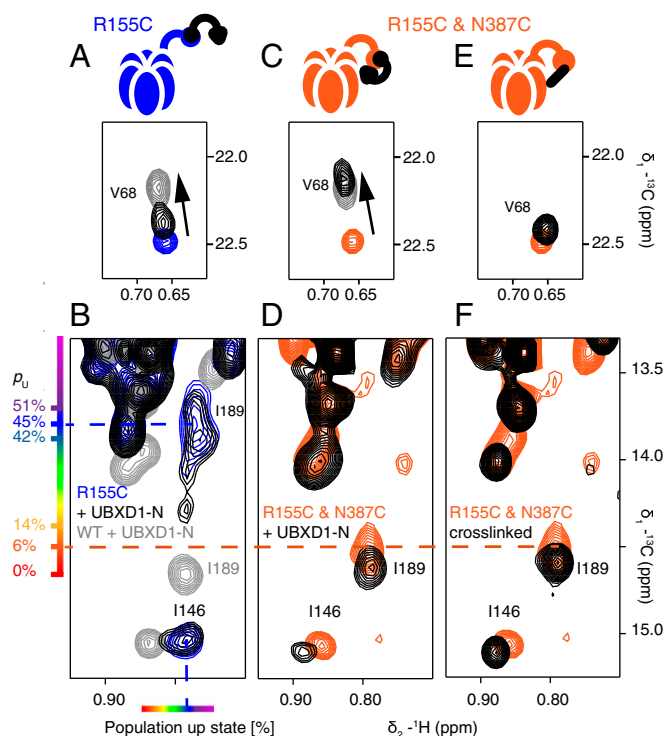 R155C
R155C & N387C
A
C
E
V68
V68
V68
22.0
22.5
22.0
22.5
22.0
22.5
δ1 -13C (ppm)
0.70 0.65
0.70 0.65
0.70 0.65
B
D
F
pU
51%
45%
42%
14%
6%
0%
I189
R155C
+ UBXD1-N
WT + UBXD1-N
I189
I146
R155C & N387C
+ UBXD1-N
I189
I146
R155C & N387C
crosslinked
I189
I146
13.5
14.0
14.5
15.0
δ1 -13C (ppm)
0.90
0.90
0.80
0.90
0.80
Population up state [%]
δ2 -1H (ppm)